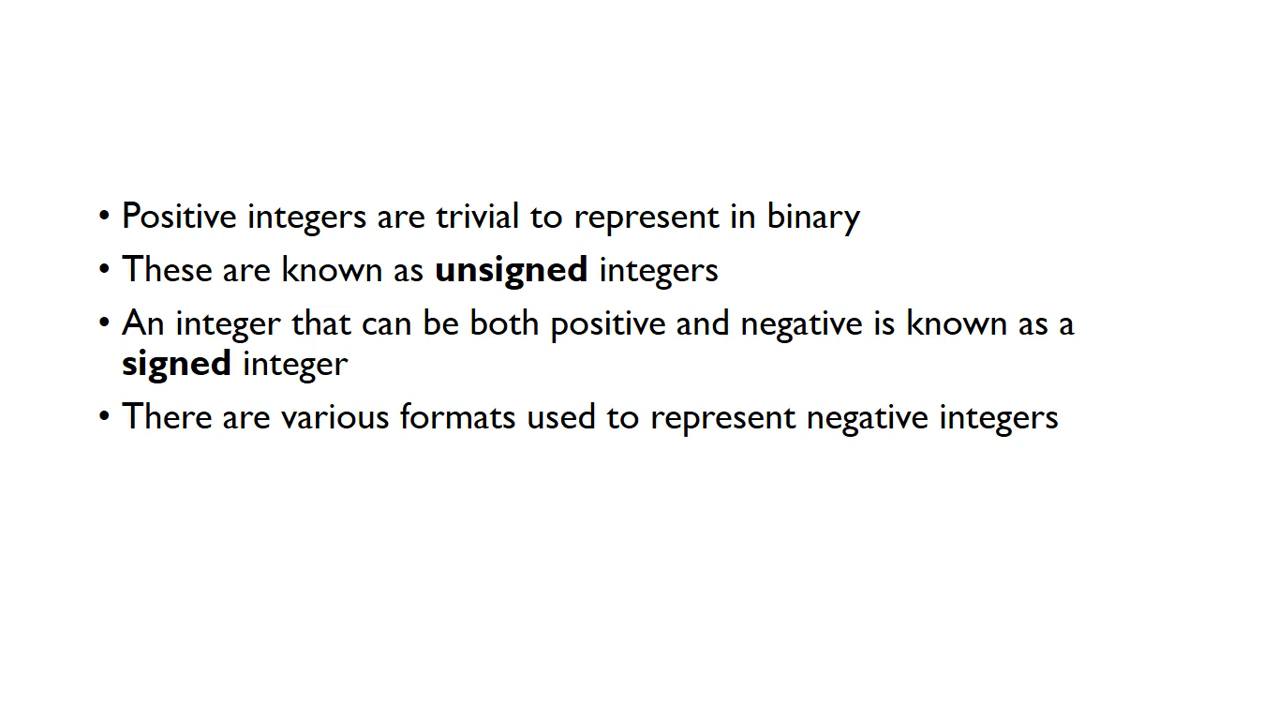 • Positive integers are trivial to represent in binary
• These are known as unsigned integers
• An integer that can be both positive and negative is known as a
signed integer
• There are various formats used to represent negative integers